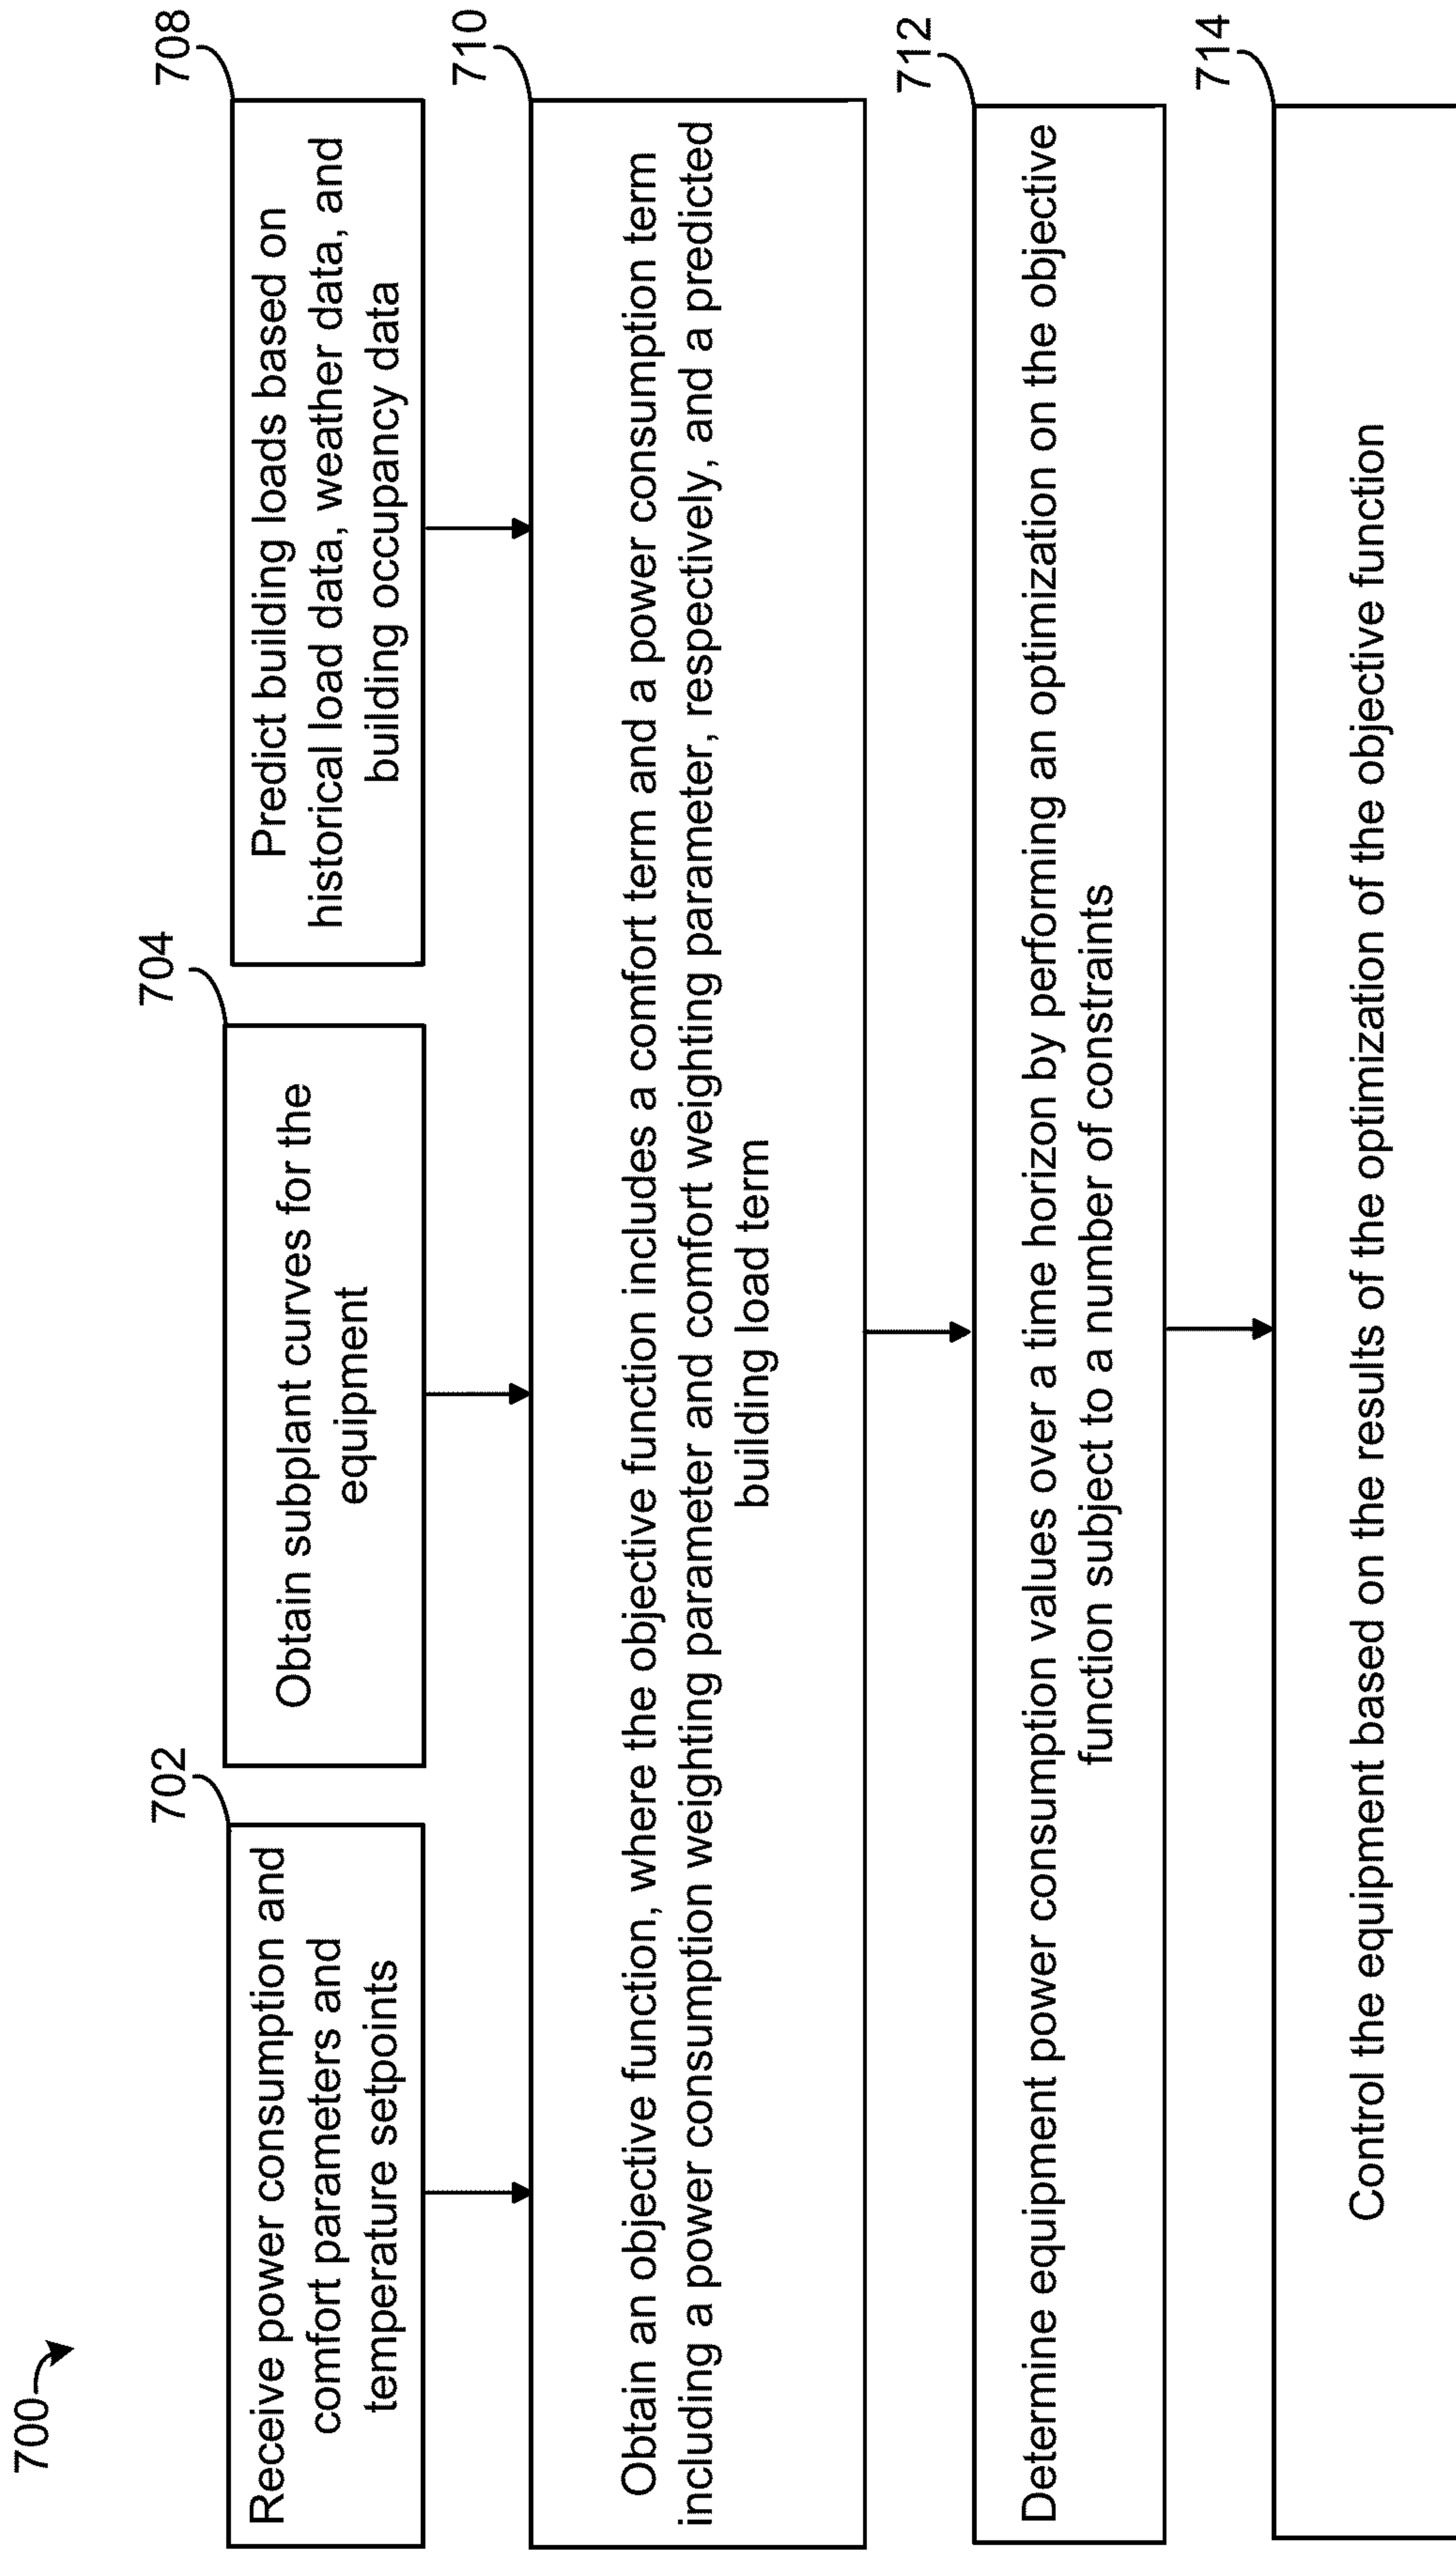 700
702
Receive power consumption and
comfort parameters and
temperature setpoints
704
Obtain subplant curves for the
equipment
708
Predict building loads based on
historical load data, weather data, and
building occupancy data
710
Obtain an objective function, where the objective function includes a comfort term and a power consumption term
including a power consumption weighting parameter and comfort weighting parameter, respectively, and a predicted
building load term
712
Determine equipment power consumption values over a time horizon by performing an optimization on the objective
function subject to a number of constraints
714
Control the equipment based on the results of the optimization of the objective function